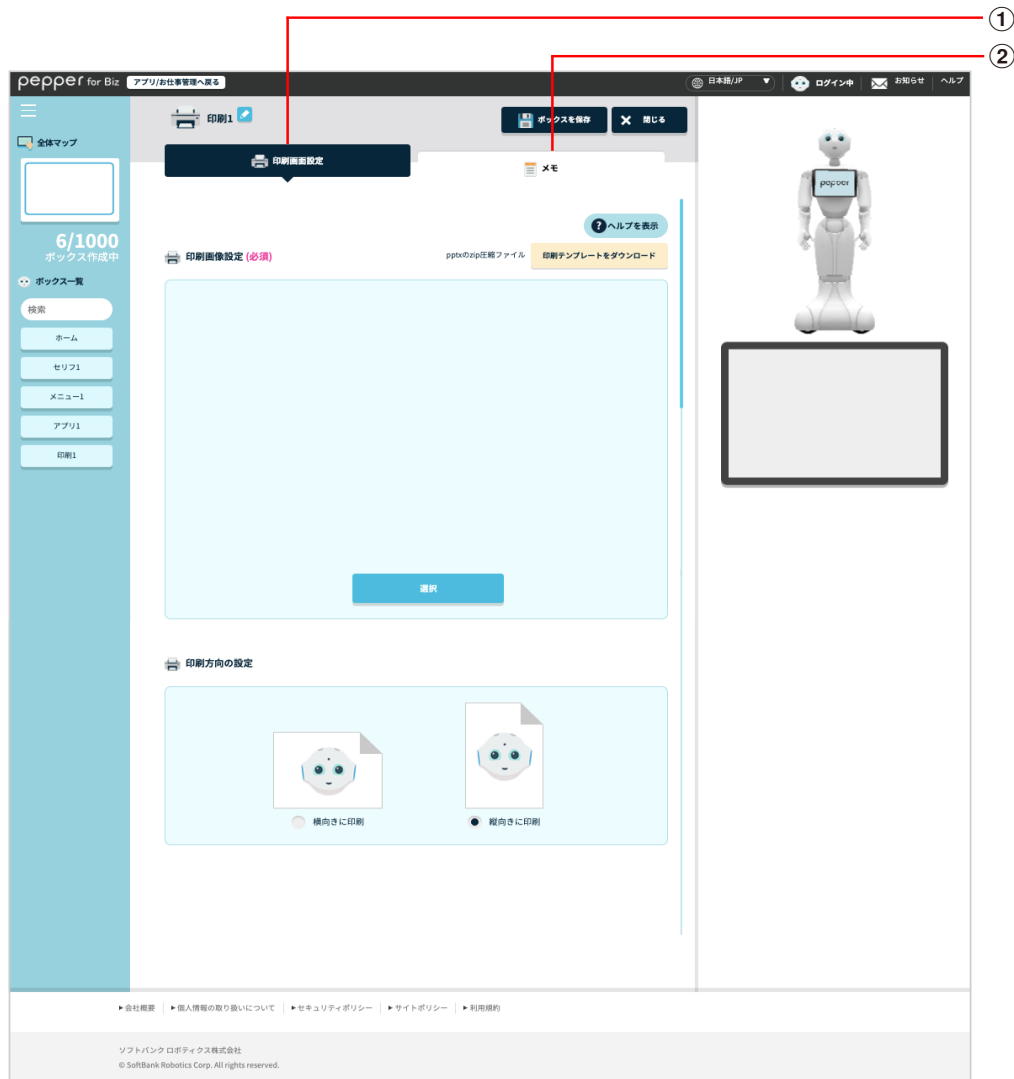 ①
②
pepper for Biz アプリ/お仕事管理へ戻る 日本語/JP ▼ ログイン中 お知らせ ヘルプ
印刷1 ボックスを保存 × 閉じる
全体マップ
印刷画面設定 メモ
pepper
6/1000
ボックス作成中
?ヘルプを表示
印刷画像設定 (必須) pptxのzip圧縮ファイル 印刷テンプレートをダウンロード
ボックス一覧
検索
ホーム
セリフ1
メニュー1
アプリ1
印刷1
選択
印刷方向の設定
横向きに印刷 縦向きに印刷
▶会社概要 ▶個人情報の取り扱いについて ▶セキュリティポリシー ▶サイトポリシー ▶利用規約
ソフトバンク ロボティクス株式会社
© SoftBank Robotics Corp. All rights reserved.